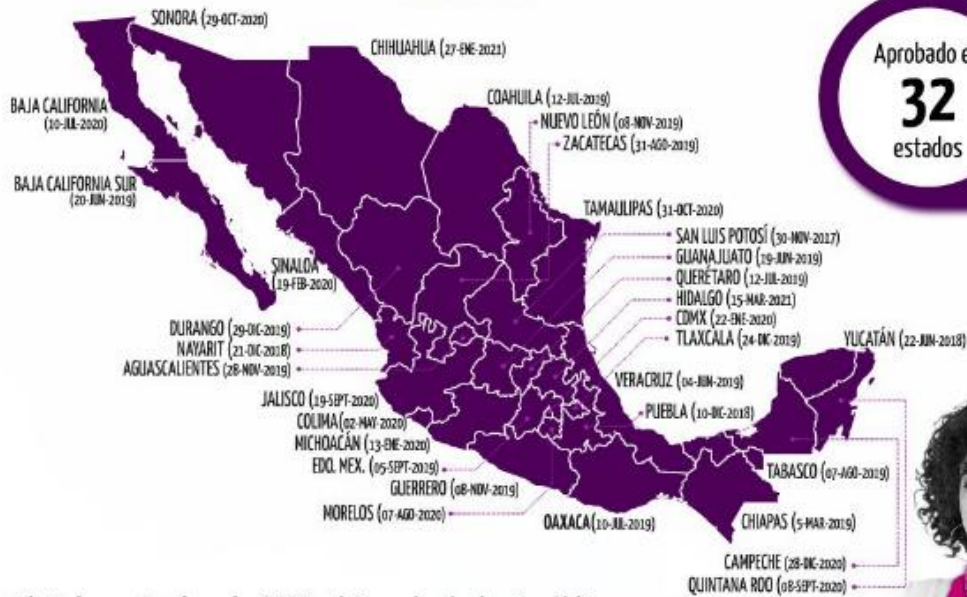 SONORA (29-OCT-2020)
CHIHUAHUA (27-ENE-2021)
Aprobado
32
estados
BAJA CALIFORNIA
(10-JUL-2020)
COAHUILA (12-JUL-2019)
NUEVO LEÓN (08-NOV-2019)
ZACATECAS (31-AGO-2019)
BAJA CALIFORNIA SUR
(20-JUN-2019)
TAMAULIPAS (31-OCT-2020)
SAN LUIS POTOSÍ (30-NOV-2017)
GUANAJUATO (19-JUN-2019)
QUERÉTARO (12-JUL-2019)
HIDALGO (15-MAR-2021)
CDMX (22-ENE-2020)
TLAXCALA (24-DIC-2019)
SINALOA
(19-FEB-2020)
DURANGO (29-DIC-2019)
NAYARIT (21-DIC-2018)
AGUASCALIENTES (28-NOV-2019)
YUCATÁN (22-JUN-2018)
VERACRUZ (04-JUN-2019)
PUEBLA (10-DIC-2018)
JALISCO (19-SEPT-2020)
COLIMA(02-MAY-2020)
MICHOACÁN (13-ENE-2020)
EDO. MEX. (05-SEPT-2019)
GUERRERO (08-NOV-2019)
MORELOS (07-AGO-2020)
OAXACA(10-JUL-2019)
TABASCO (07-AGO-2019)
CHIAPAS (5-MAR-2019)
CAMPECHE (28-DIC-2020)
QUINTANA ROO (08-SEPT-2020)